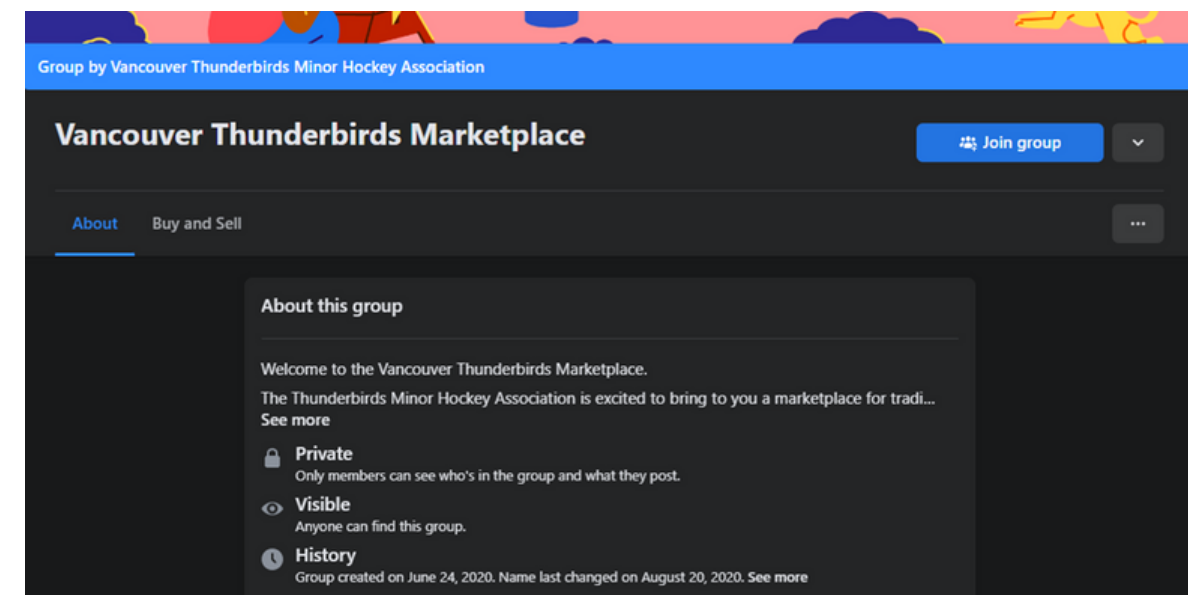 Group by Vancouver Thunderbirds Minor Hockey Association
Vancouver Thunderbirds Marketplace
Join group
About
Buy and Sell
About this group
Welcome to the Vancouver Thunderbirds Marketplace.
The Thunderbirds Minor Hockey Association is excited to bring to you a marketplace for tradi...
See more
Private
Only members can see who's in the group and what they post.
Visible
Anyone can find this group.
History
Group created on June 24, 2020. Name last changed on August 20, 2020. See more